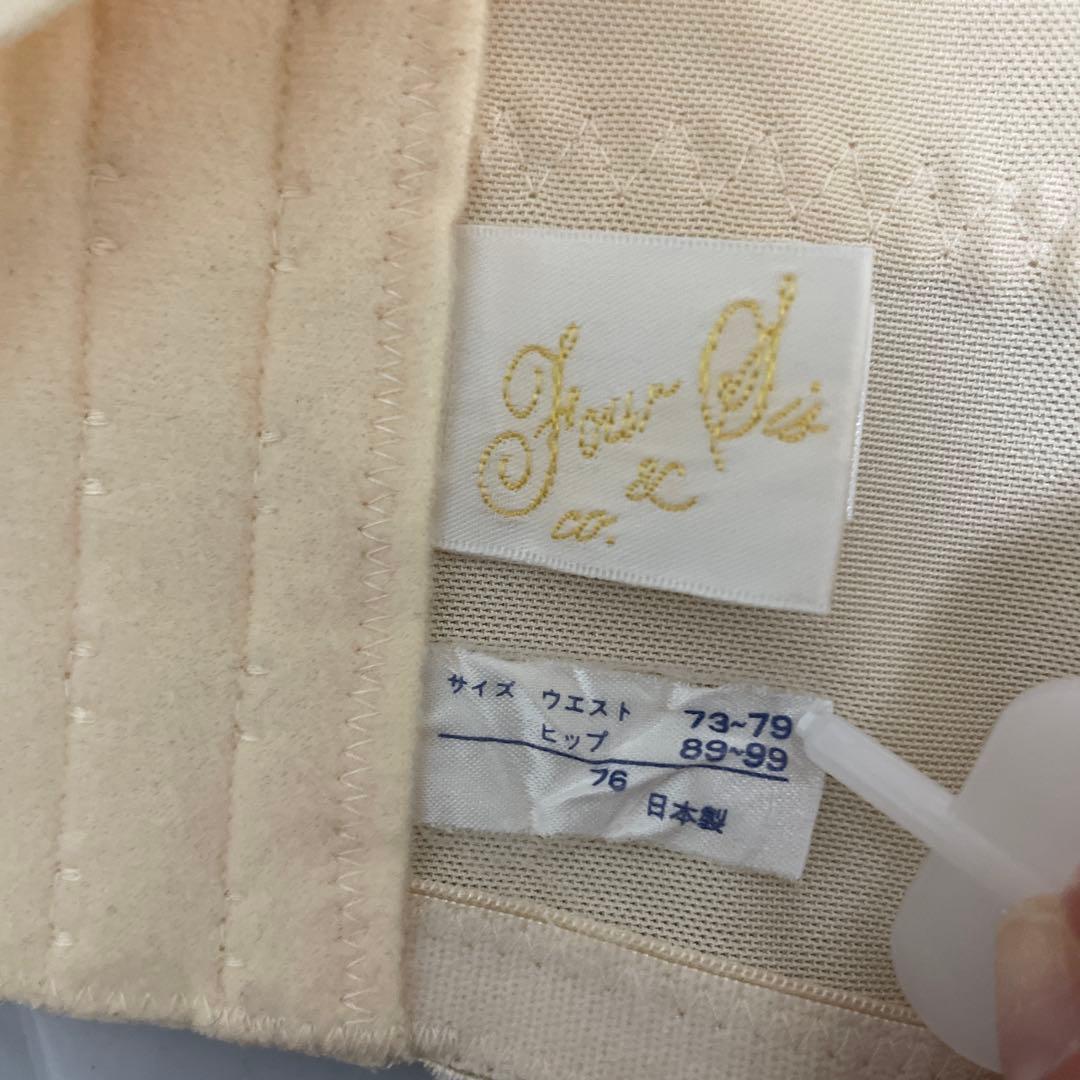 Four Sis
& co.
サイズ ウエスト 73~79
ヒップ 89~99
76
日本製